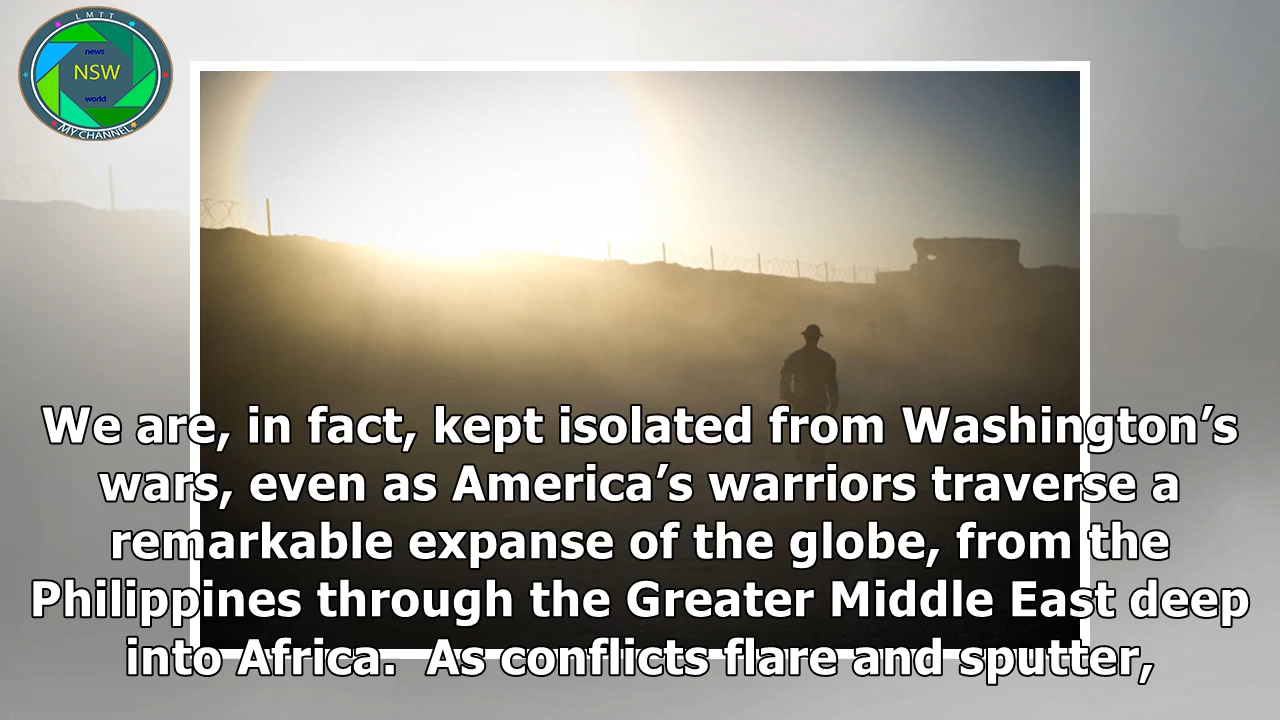 LMTT
news
NSW
world
MY CHANNEL
We are, in fact, kept isolated from Washington’s
wars, even as America’s warriors traverse a
remarkable expanse of the globe, from the
Philippines through the Greater Middle East deep
into Africa.  As conflicts flare and sputter,